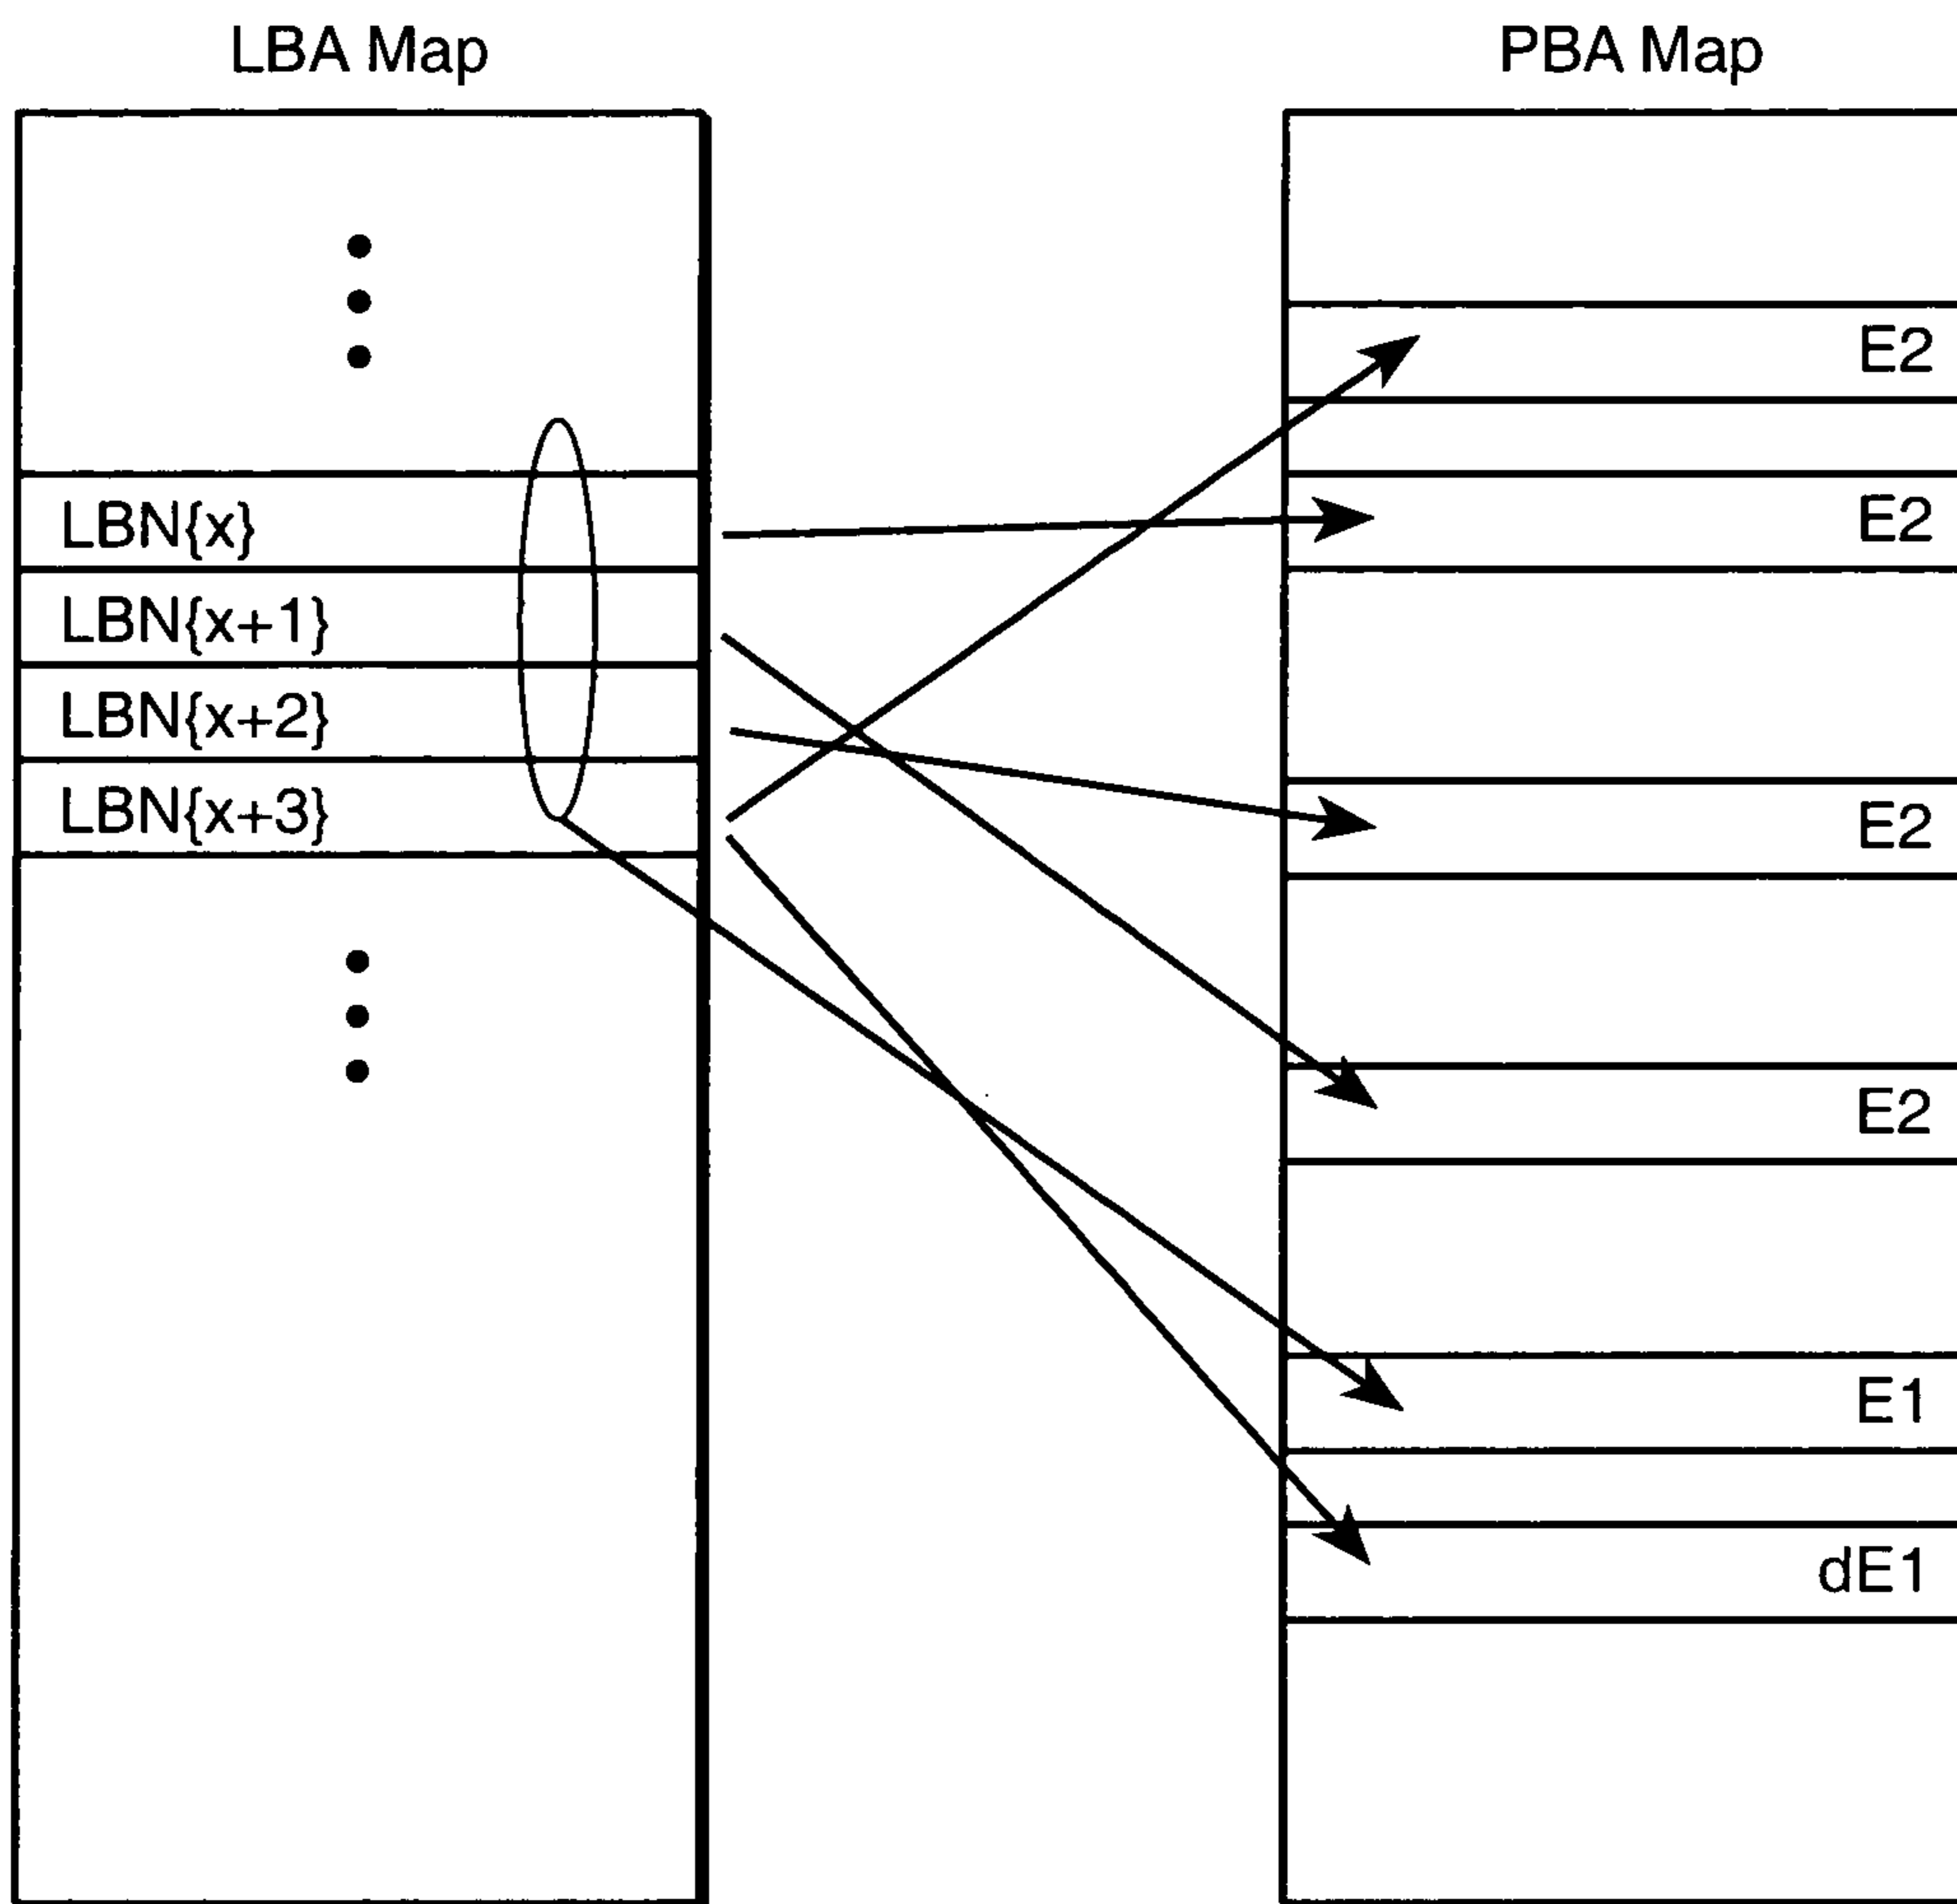 LBA Map
PBA Map
LBN{x}
LBN{x+1}
LBN{x+2}
LBN{x+3}
E2
E2
E2
E2
E1
dE1